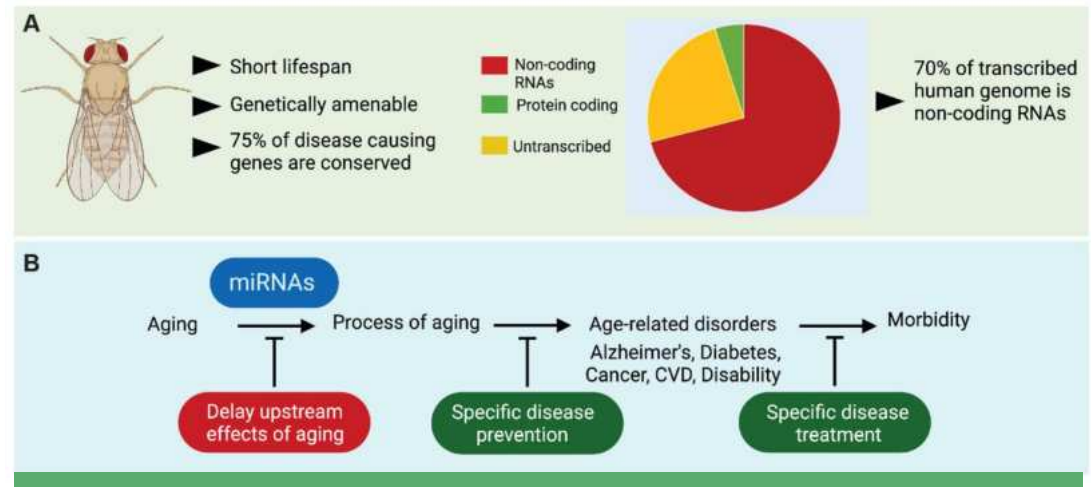 A
Short lifespan
Genetically amenable
75% of disease causing
genes are conserved
Non-coding
RNAs
Protein coding
Untranscribed
70% of transcribed
human genome is
non-coding RNAs
B
miRNAs
Aging
Process of aging
Age-related disorders
Morbidity
Alzheimer's, Diabetes,
Cancer, CVD, Disability
Delay upstream
effects of aging
Specific disease
prevention
Specific disease
treatment